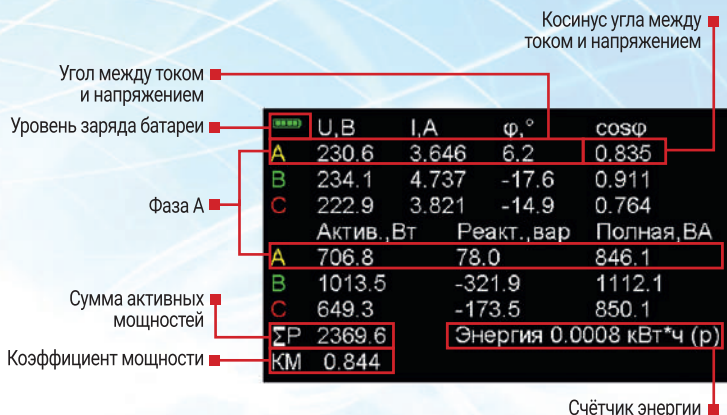 Косинус угла между
током и напряжением
Угол между током
и напряжением
Уровень заряда батареи
Фаза А
Сумма активных
мощностей
Коэффициент мощности
U,В I,А φ,° cosφ
A 230.6 3.646 6.2 0.835
B 234.1 4.737 -17.6 0.911
C 222.9 3.821 -14.9 0.764
Актив.,Вт Реакт.,вар Полная,ВА
A 706.8 78.0 846.1
B 1013.5 -321.9 1112.1
C 649.3 -173.5 850.1
ΣP 2369.6 Энергия 0.0008 кВт*ч (р)
КМ 0.844
Счётчик энергии